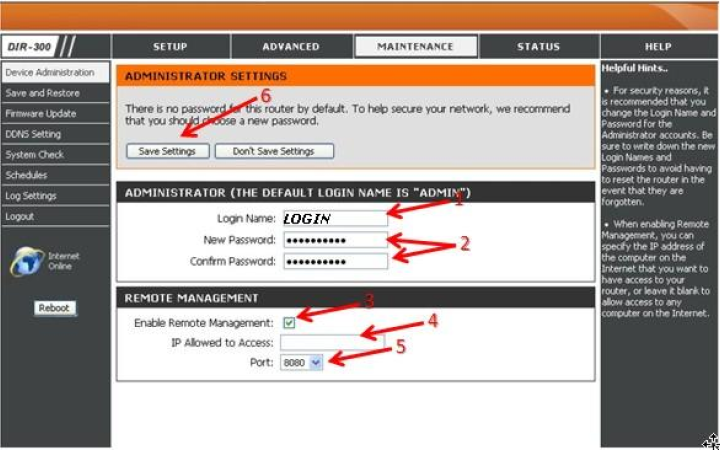 DIR-300
SETUP
ADVANCED
MAINTENANCE
STATUS
HELP
Device Administration
Save and Restore
Firmware Update
DDNS Setting
System Check
Schedules
Log Settings
Logout
Internet
Online
Reboot
ADMINISTRATOR SETTINGS
6
There is no password for this router by default. To help secure your network, we recommend
that you should choose a new password.
Save Settings
Don't Save Settings
ADMINISTRATOR (THE DEFAULT LOGIN NAME IS "ADMIN")
Login Name: LOGIN
1
New Password: ••••••••••
2
Confirm Password: ••••••••••
REMOTE MANAGEMENT
3
Enable Remote Management:
4
IP Allowed to Access:
5
Port: 8080
Helpful Hints..
• For security reasons, it
is recommended that you
change the Login Name and
Password for the
Administrator accounts. Be
sure to write down the new
Login Names and
Passwords to avoid having
to reset the router in the
event that they are
forgotten.
• When enabling Remote
Management, you can
specify the IP address of
the computer on the
Internet that you want to
have access to your
router, or leave it blank to
allow access to any
computer on the Internet.